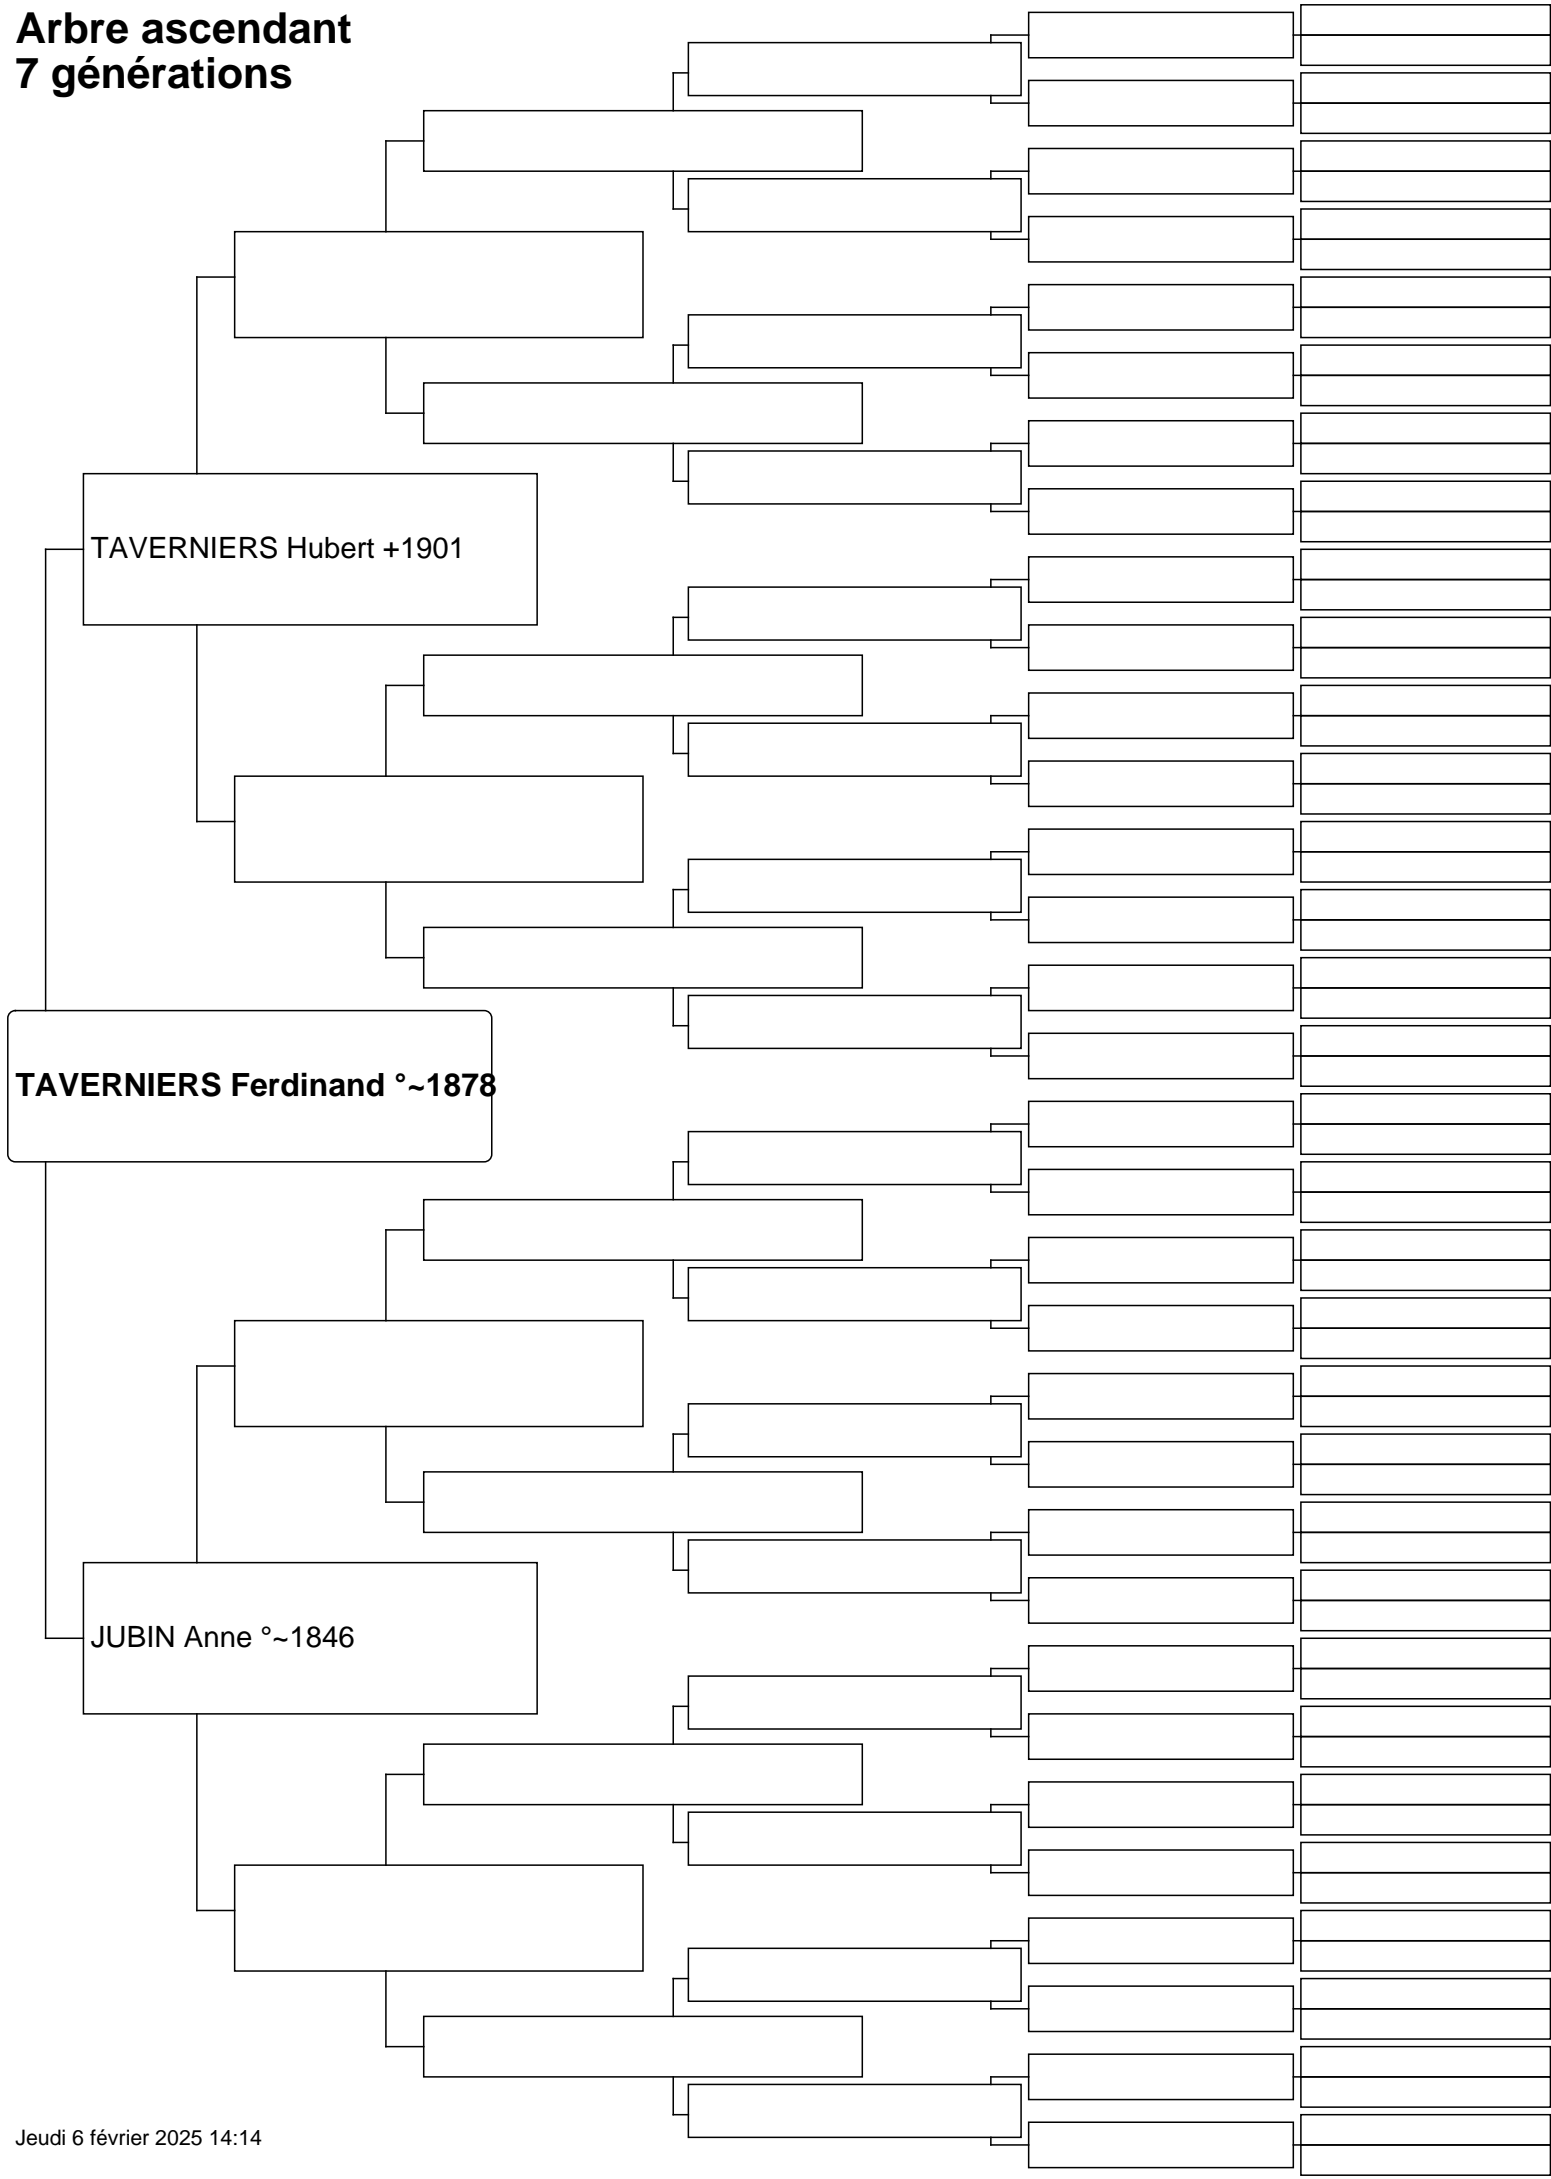 Arbre ascendant
7 générations
TAVERNIERS Hubert +1901
TAVERNIERS Ferdinand °~1878
JUBIN Anne °~1846
Jeudi 6 février 2025 14:14